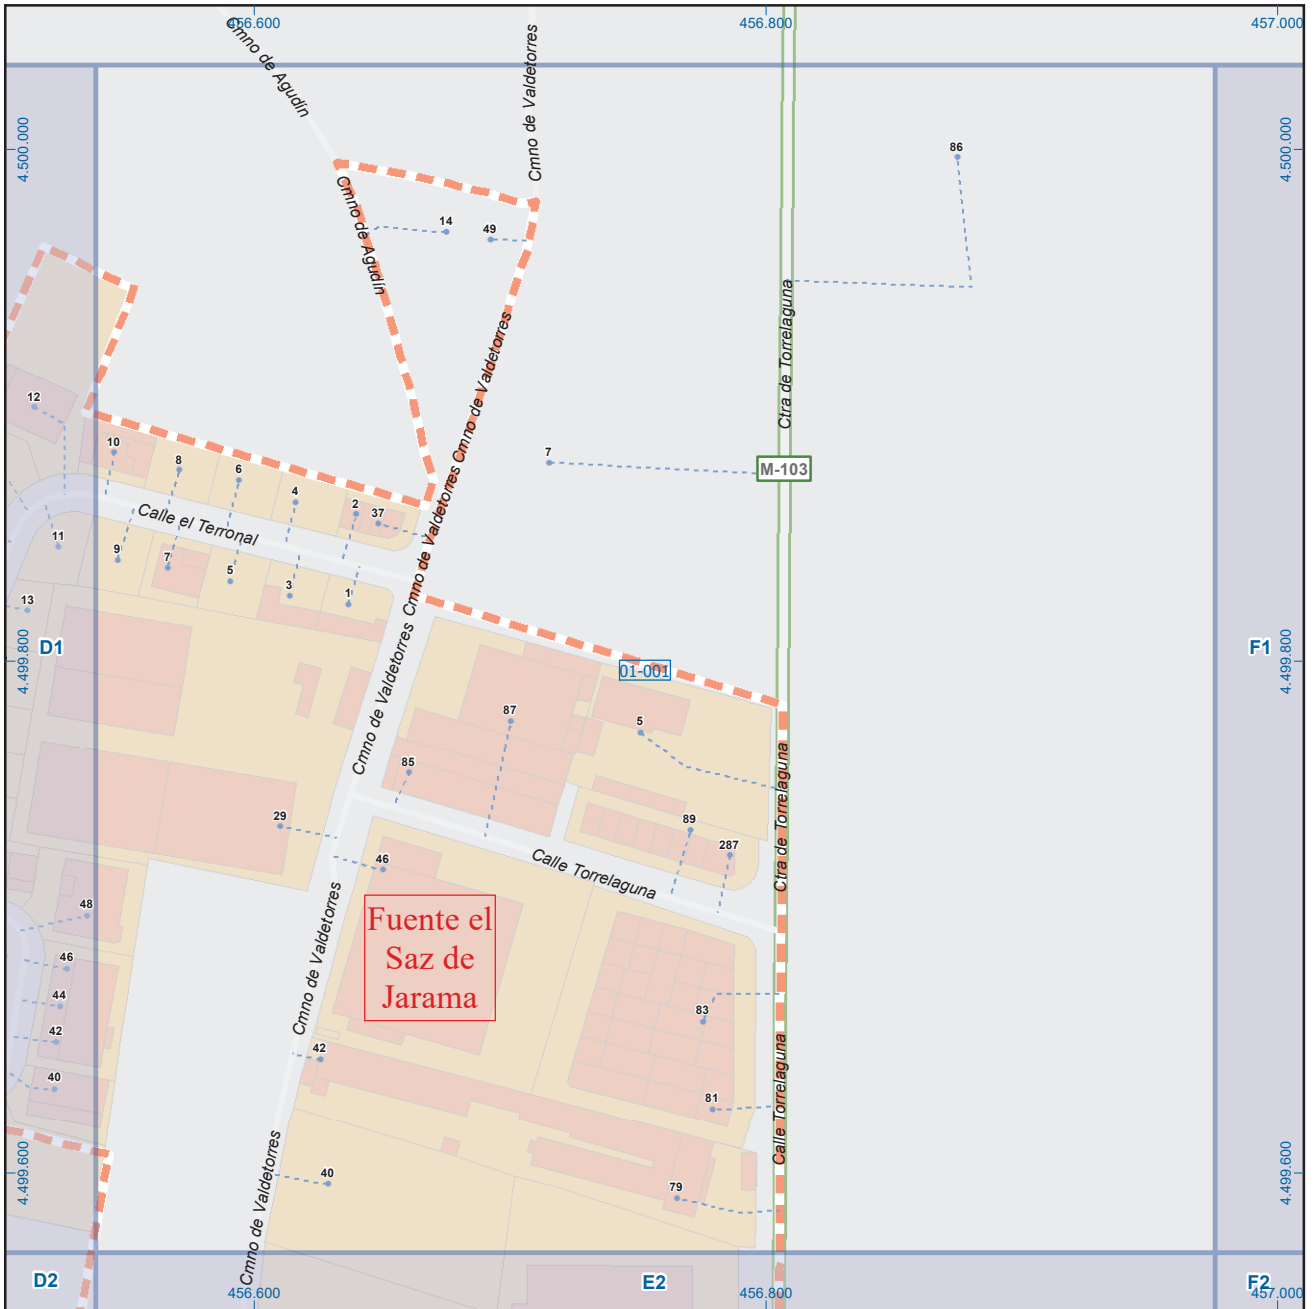 456.600
456.800
457.000
Cmno de Agudín
Cmno de Valdetorres
4.500.000
4.500.000
86
Cmno de Agudín
14
49
Ctra de Torrelaguna
Cmno de Valdetorres
12
10
8
6
4
2
37
7
M-103
Calle el Terronal
Cmno de Valdetorres
11
9
7
5
3
1
13
D1
4.499.800
Cmno de Valdetorres
01-001
F1
4.499.800
87
5
85
Ctra de Torrelaguna
29
89
287
46
Calle Torrelaguna
48
Fuente el
Saz de
Jarama
Cmno de Valdetorres
46
44
42
40
83
42
81
Calle Torrelaguna
4.499.600
4.499.600
Cmno de Valdetorres
40
79
D2
456.600
E2
456.800
F2
457.000